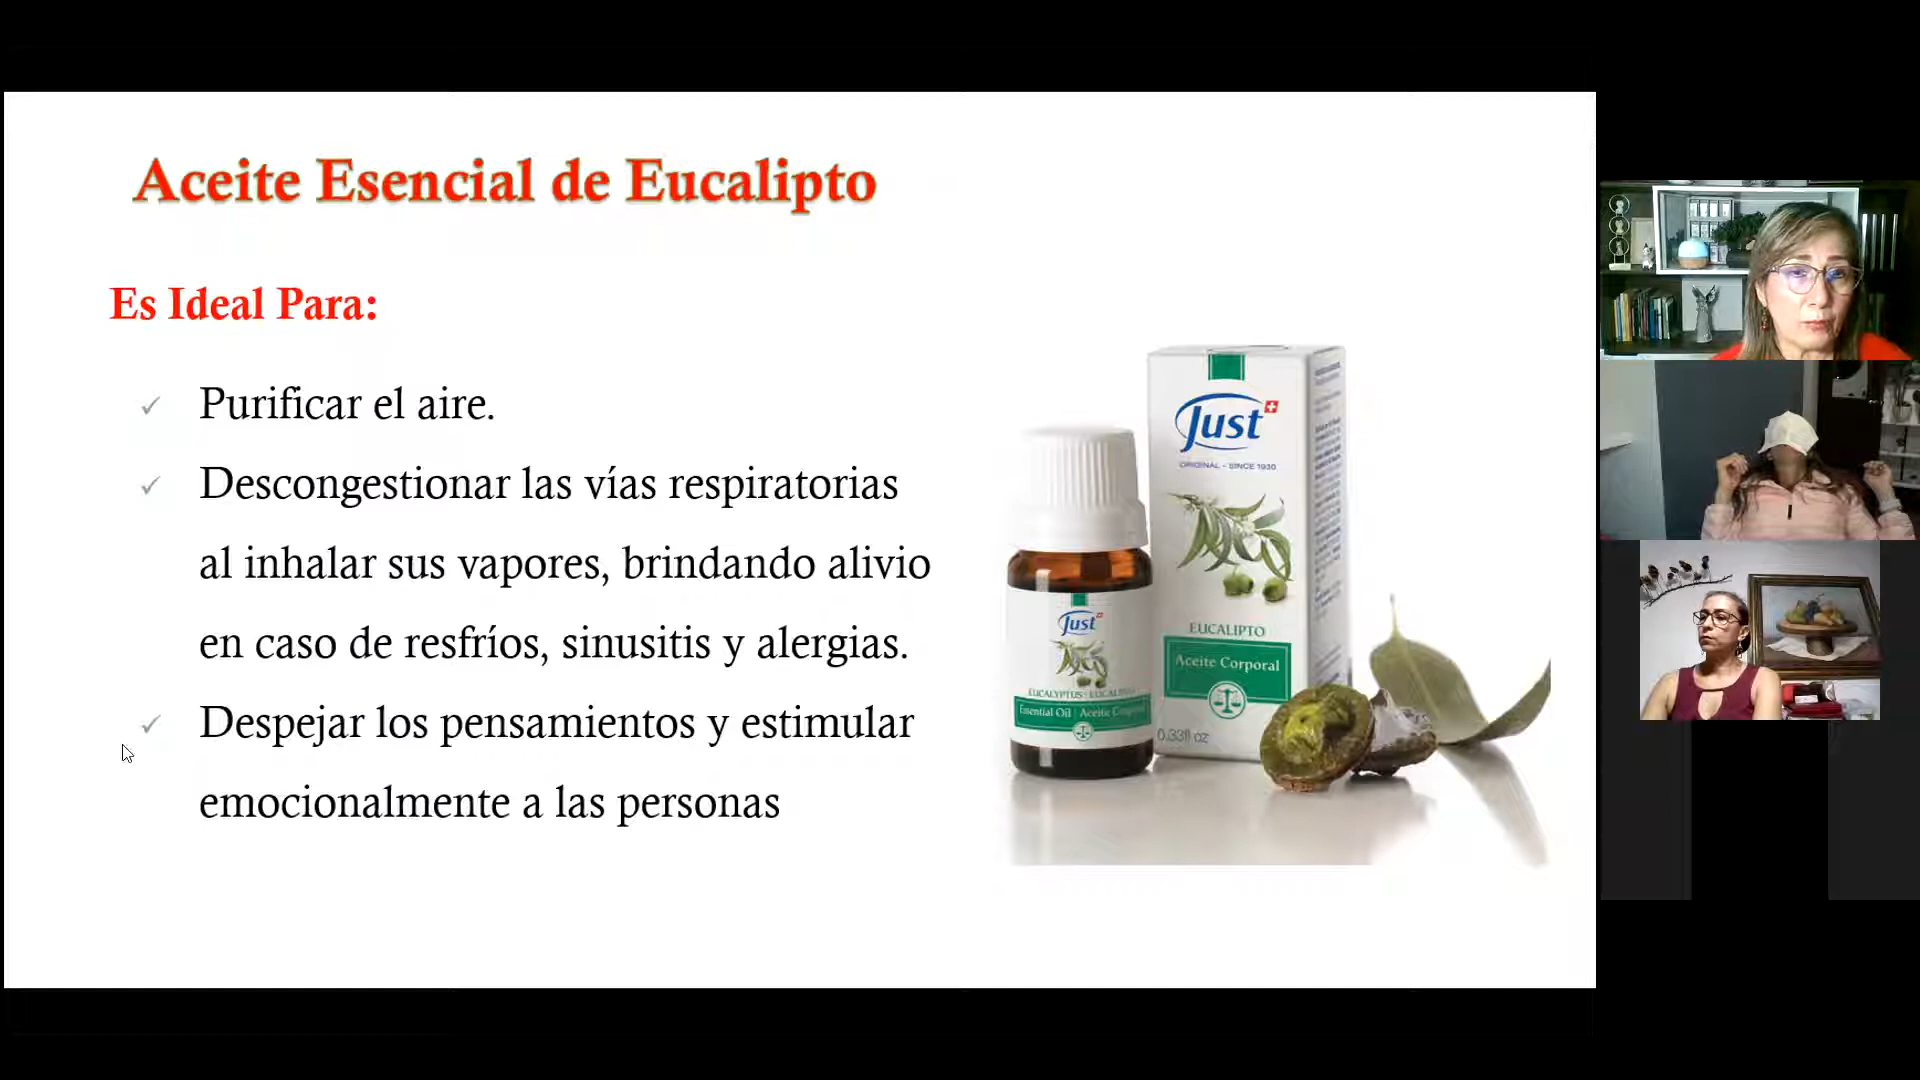 Aceite Esencial de Eucalipto
Es Ideal Para:
Purificar el aire.
Descongestionar las vías respiratorias
al inhalar sus vapores, brindando alivio
en caso de resfríos, sinusitis y alergias.
Despejar los pensamientos y estimular
emocionalmente a las personas
Just
ORIGINAL - SINCE 1930
EUCALIPTO
Aceite Corporal
0.33fl oz
Just
Essential Oil | Aceite